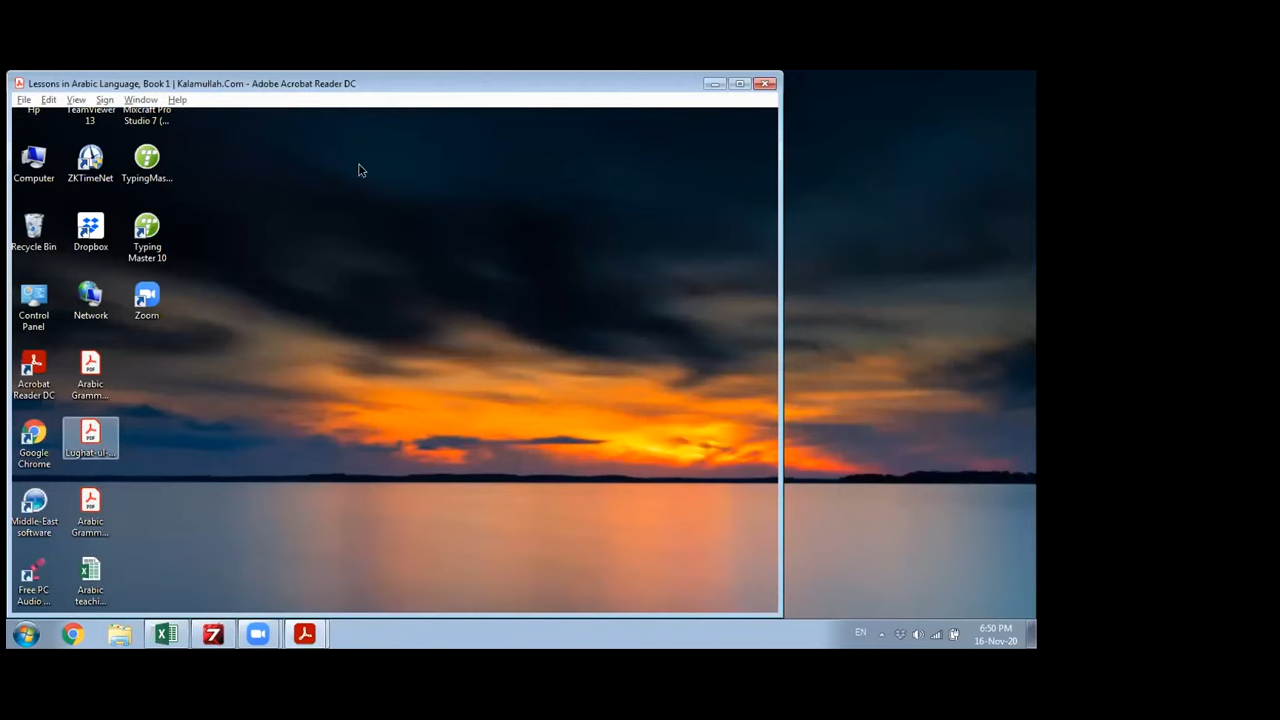 Lessons in Arabic Language, Book 1 | Kalamullah.Com - Adobe Acrobat Reader DC
File Edit View Sign Window Help
Hp
TeamViewer
13
Mixcraft Pro
Studio 7 (...
Computer
ZKTimeNet
TypingMas...
Recycle Bin
Dropbox
Typing
Master 10
Control
Panel
Network
Zoom
Acrobat
Reader DC
Arabic
Gramm...
Google
Chrome
Lughat-ul-...
Middle-East
software
Arabic
Gramm...
Free PC
Audio ...
Arabic
teachi...
EN
6:50 PM
16-Nov-20